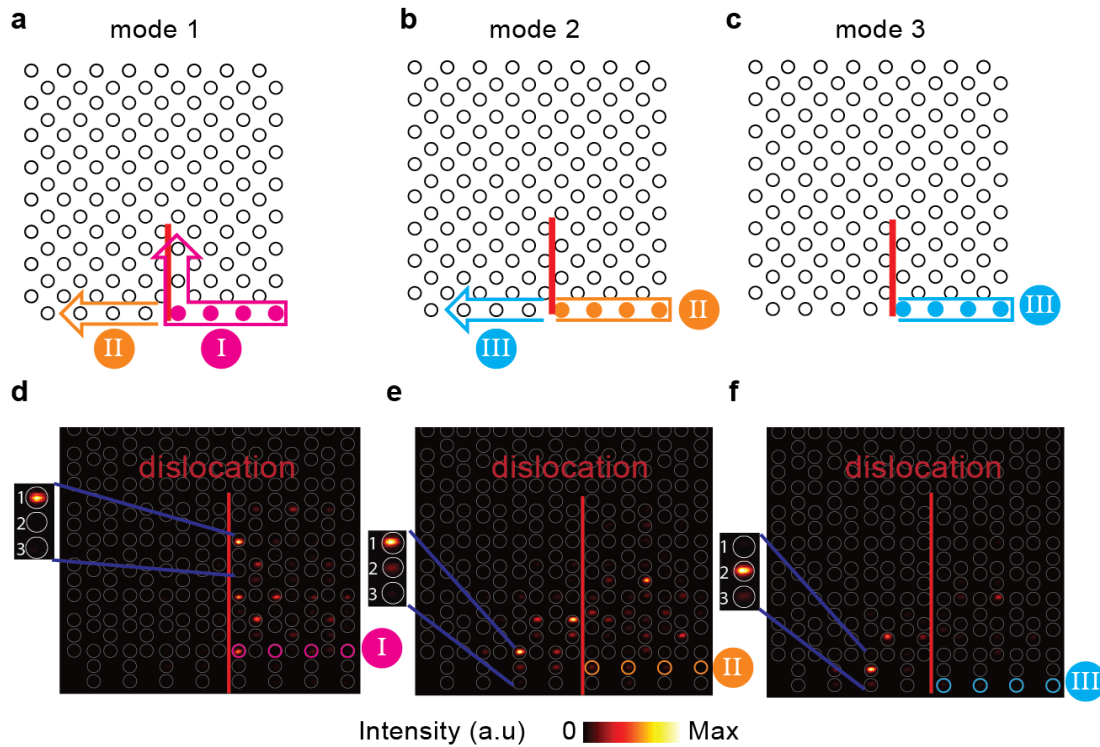 a
mode 1
b
mode 2
c
mode 3
II
I
III
II
III
d
dislocation
1
2
3
I
e
dislocation
1
2
3
II
f
dislocation
1
2
3
III
Intensity (a.u) 0 Max